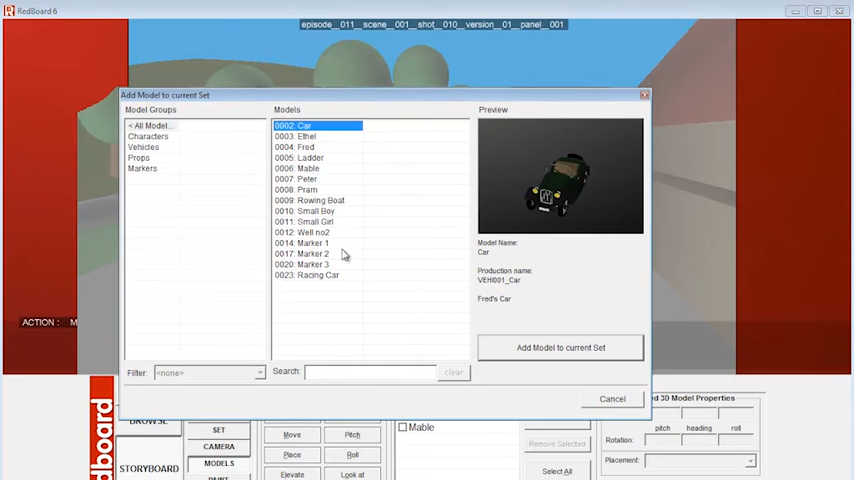 RedBoard 6
episode__011__scene__001__shot__010__version__01__panel__001
Add Model to current Set
Model Groups
Models
Preview
< All Model...
Characters
Vehicles
Props
Markers
0002: Car
0003: Ethel
0004: Fred
0005: Ladder
0006: Mable
0007: Peter
0008: Pram
0009: Rowing Boat
0010: Small Boy
0011: Small Girl
0012: Well no2
0014: Marker 1
0017: Marker 2
0020: Marker 3
0023: Racing Car
Model Name:
Car
Production name:
VEHI001_Car
Fred's Car
Add Model to current Set
Filter:
<none>
Search:
clear
Cancel
ACTION : M
dboard
BROWSE
STORYBOARD
SET
CAMERA
MODELS
Move
Pitch
Place
Roll
Elevate
Look at
Mable
Remove Selected
Select All
ed 3D Model Properties
pitch
heading
roll
Rotation:
Placement: